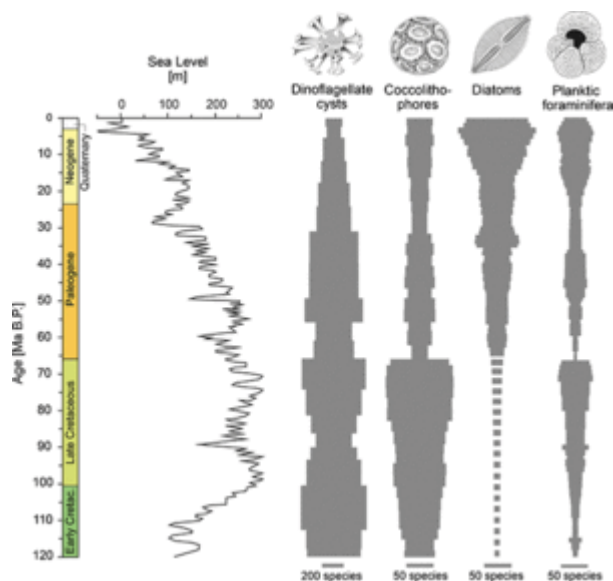 Sea Level
[m]
0 100 200 300
Dinoflagellate
cysts
Coccolitho-
phores
Diatoms
Planktic
foraminifera
Age [Ma B.P.]
0
10
20
30
40
50
60
70
80
90
100
110
120
Quaternary
Neogene
Paleogene
Late Cretaceous
Early Cretac.
200 species
50 species
50 species
50 species